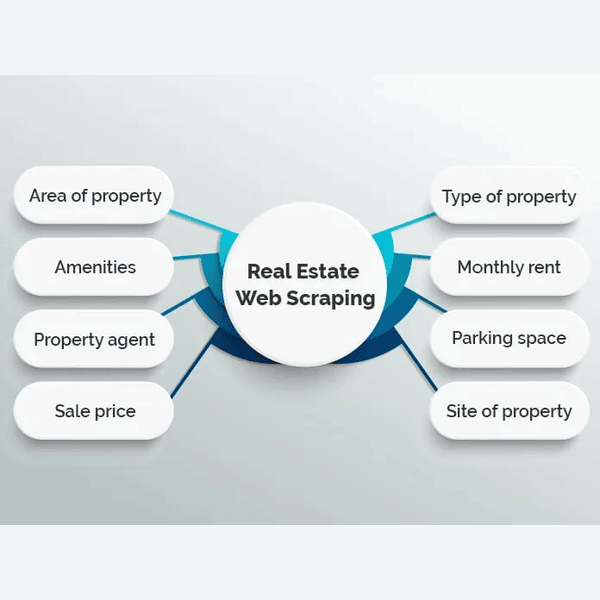 Area of property
Amenities
Property agent
Sale price
Real Estate
Web Scraping
Type of property
Monthly rent
Parking space
Site of property